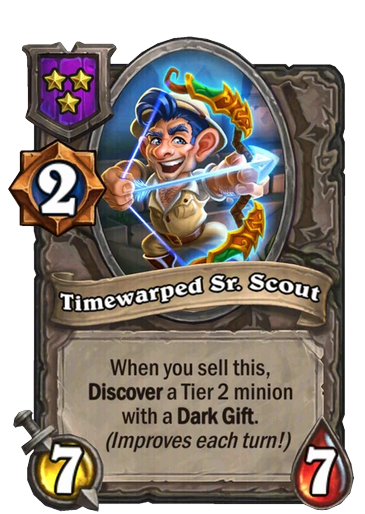 2
Timewarped Sr. Scout
When you sell this,
Discover a Tier 2 minion
with a Dark Gift.
(Improves each turn!)
7
7